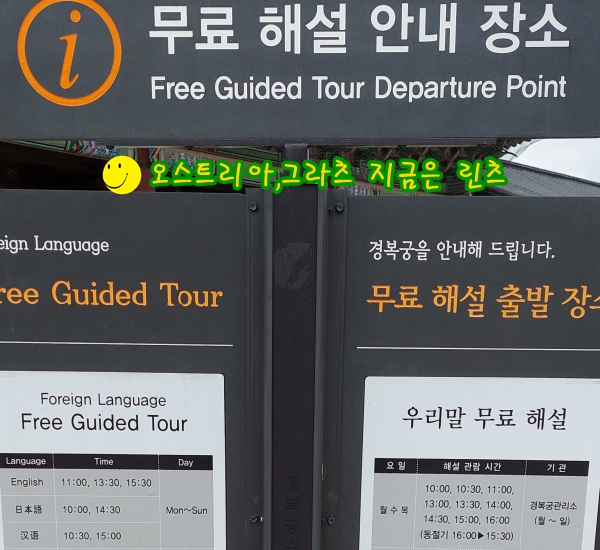 i
무료 해설 안내 장소
Free Guided Tour Departure Point
오스트리아,그라츠 지금은 린츠
eign Language
ree Guided Tour
Foreign Language
Free Guided Tour
Language Time Day
English 11:00, 13:30, 15:30
日本語 10:00, 14:30
Mon~Sun
汉语 10:30, 15:00
경복궁을 안내해 드립니다.
무료 해설 출발 장소
우리말 무료 해설
요 일 해설 관람 시간 기 관
월 수 목
10:00, 10:30, 11:00,
13:00, 13:30, 14:00,
14:30, 15:00, 16:00
(동절기 16:00▶15:30)
경복궁관리소
(월 ~ 일)